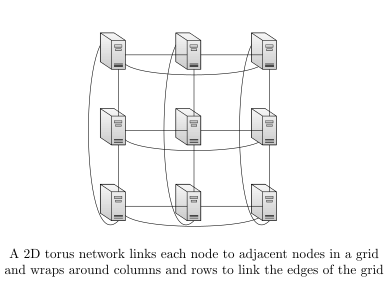 A 2D torus network links each node to adjacent nodes in a grid
and wraps around columns and rows to link the edges of the grid